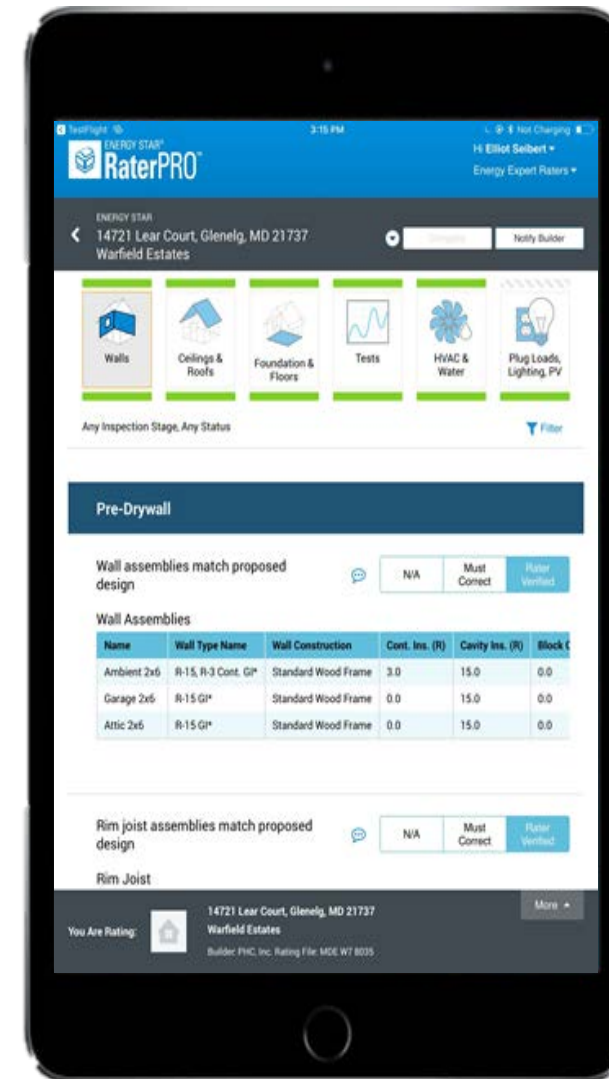 TestFlight
3:15 PM
Not Charging
ENERGY STAR®
RaterPRO™
Hi Elliot Seibert
Energy Expert Raters
ENERGY STAR
14721 Lear Court, Glenelg, MD 21737
Warfield Estates
Notify Builder
Walls
Ceilings &
Roofs
Foundation &
Floors
Tests
HVAC &
Water
Plug Loads,
Lighting, PV
Any Inspection Stage, Any Status
Filter
Pre-Drywall
Wall assemblies match proposed
design
N/A
Must
Correct
Rater
Verified
Wall Assemblies
Name Wall Type Name Wall Construction Cont. Ins. (R) Cavity Ins. (R) Block C
Ambient 2x6 R-15, R-3 Cont. GI* Standard Wood Frame 3.0 15.0 0.0
Garage 2x6 R-15 GI* Standard Wood Frame 0.0 15.0 0.0
Attic 2x6 R-15 GI* Standard Wood Frame 0.0 15.0 0.0
Rim joist assemblies match proposed
design
N/A
Must
Correct
Rater
Verified
Rim Joist
More
You Are Rating:
14721 Lear Court, Glenelg, MD 21737
Warfield Estates
Builder: PHC, Inc. Rating File: MDE W7 8035